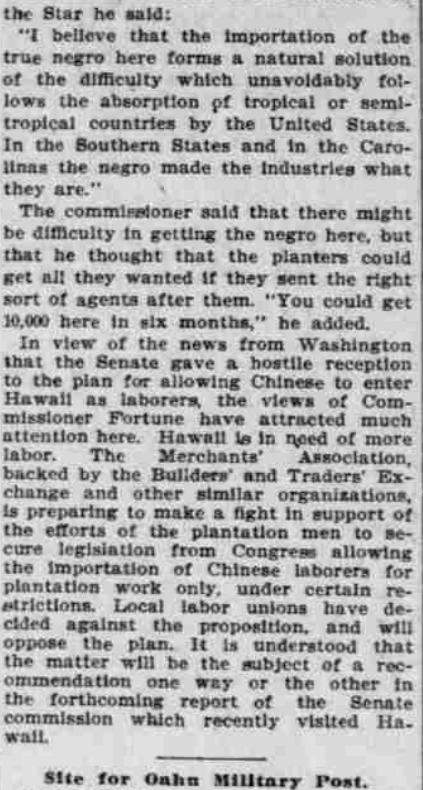 the Star he said:
"I believe that the importation of the
true negro here forms a natural solution
of the difficulty which unavoidably fol-
lows the absorption of tropical or semi-
tropical countries by the United States.
In the Southern States and in the Caro-
linas the negro made the industries what
they are."
The commissioner said that there might
be difficulty in getting the negro here, but
that he thought that the planters could
get all they wanted if they sent the right
sort of agents after them. "You could get
10,000 here in six months," he added.
In view of the news from Washington
that the Senate gave a hostile reception
to the plan for allowing Chinese to enter
Hawaii as laborers, the views of Com-
missioner Fortune have attracted much
attention here. Hawaii is in need of more
labor. The Merchants' Association,
backed by the Builders' and Traders' Ex-
change and other similar organizations,
is preparing to make a fight in support of
the efforts of the plantation men to se-
cure legislation from Congress allowing
the importation of Chinese laborers for
plantation work only, under certain re-
strictions. Local labor unions have de-
cided against the proposition, and will
oppose the plan. It is understood that
the matter will be the subject of a rec-
ommendation one way or the other in
the forthcoming report of the Senate
commission which recently visited Ha-
waii.
Site for Oahu Military Post.